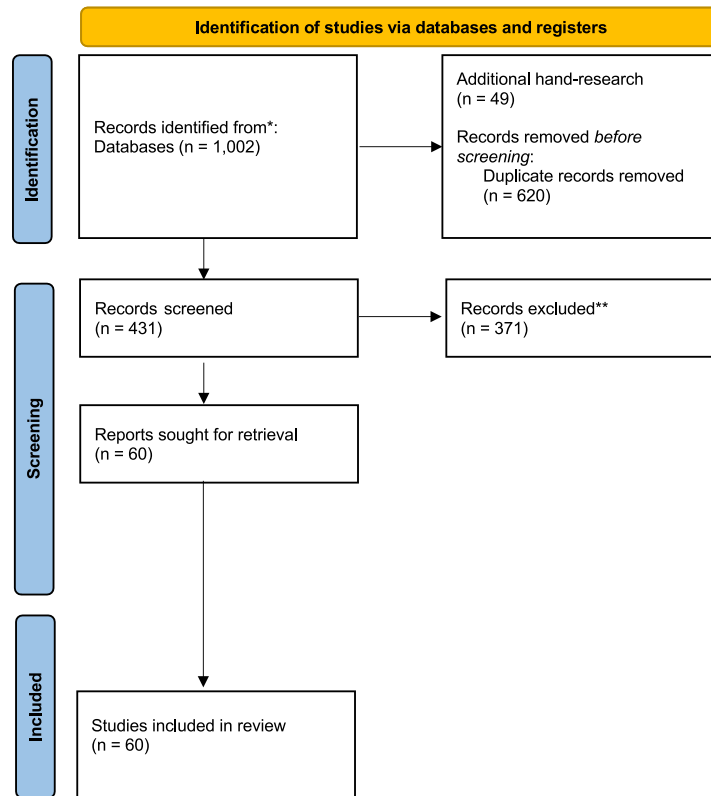 Identification of studies via databases and registers
Identification
Records identified from*:
Databases (n = 1,002)
Additional hand-research
(n = 49)
Records removed before
screening:
Duplicate records removed
(n = 620)
Screening
Records screened
(n = 431)
Records excluded**
(n = 371)
Reports sought for retrieval
(n = 60)
Included
Studies included in review
(n = 60)